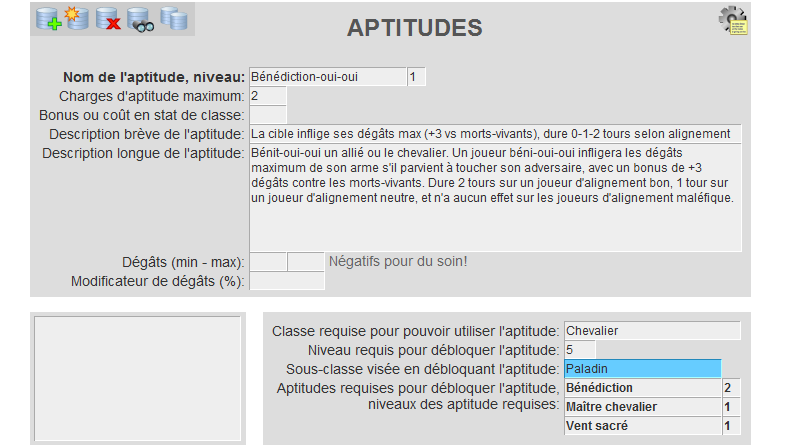 APTITUDES
Nom de l'aptitude, niveau: Bénédiction-oui-oui 1
Charges d'aptitude maximum: 2
Bonus ou coût en stat de classe:
Description brève de l'aptitude: La cible inflige ses dégâts max (+3 vs morts-vivants), dure 0-1-2 tours selon alignement
Description longue de l'aptitude: Bénit-oui-oui un allié ou le chevalier. Un joueur béni-oui-oui infligera les dégâts
maximum de son arme s'il parvient à toucher son adversaire, avec un bonus de +3
dégâts contre les morts-vivants. Dure 2 tours sur un joueur d'alignement bon, 1 tour sur
un joueur d'alignement neutre, et n'a aucun effet sur les joueurs d'alignement maléfique.
Dégâts (min - max): Négatifs pour du soin!
Modificateur de dégâts (%):
Classe requise pour pouvoir utiliser l'aptitude: Chevalier
Niveau requis pour débloquer l'aptitude: 5
Sous-classe visée en débloquant l'aptitude: Paladin
Aptitudes requises pour débloquer l'aptitude, Bénédiction 2
niveaux des aptitude requises: Maître chevalier 1
Vent sacré 1